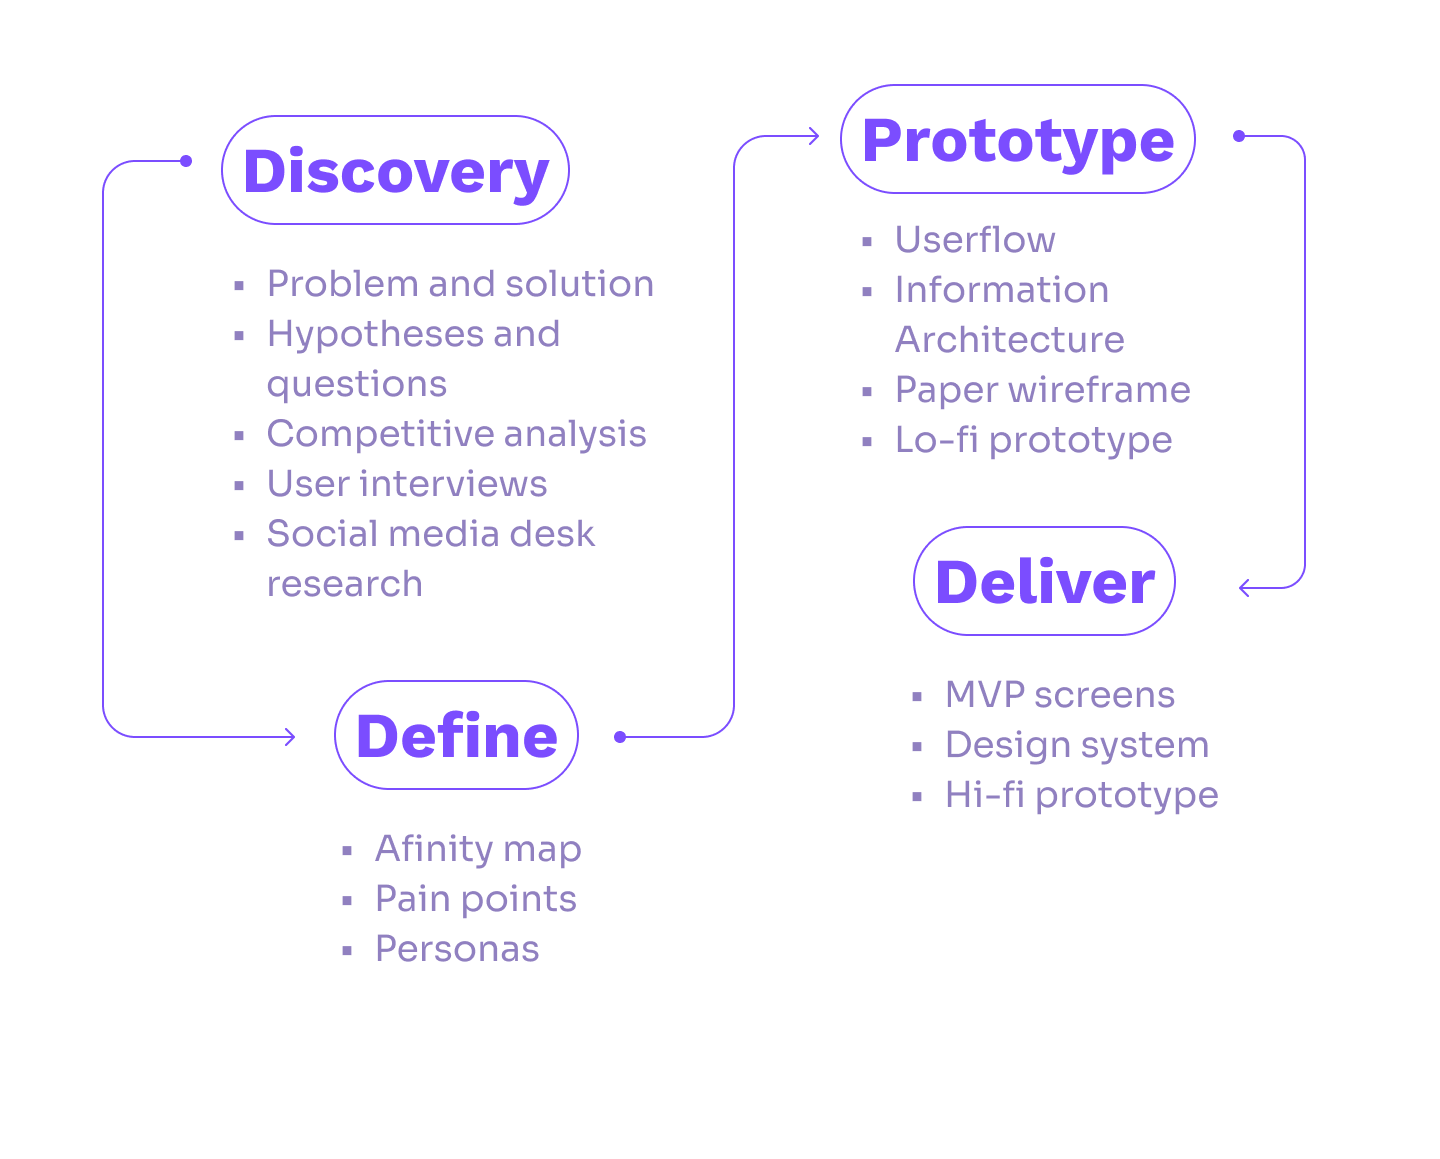 Discovery
▪ Problem and solution
▪ Hypotheses and
questions
▪ Competitive analysis
▪ User interviews
▪ Social media desk
research
Define
▪ Afinity map
▪ Pain points
▪ Personas
Prototype
▪ Userflow
▪ Information
Architecture
▪ Paper wireframe
▪ Lo-fi prototype
Deliver
▪ MVP screens
▪ Design system
▪ Hi-fi prototype